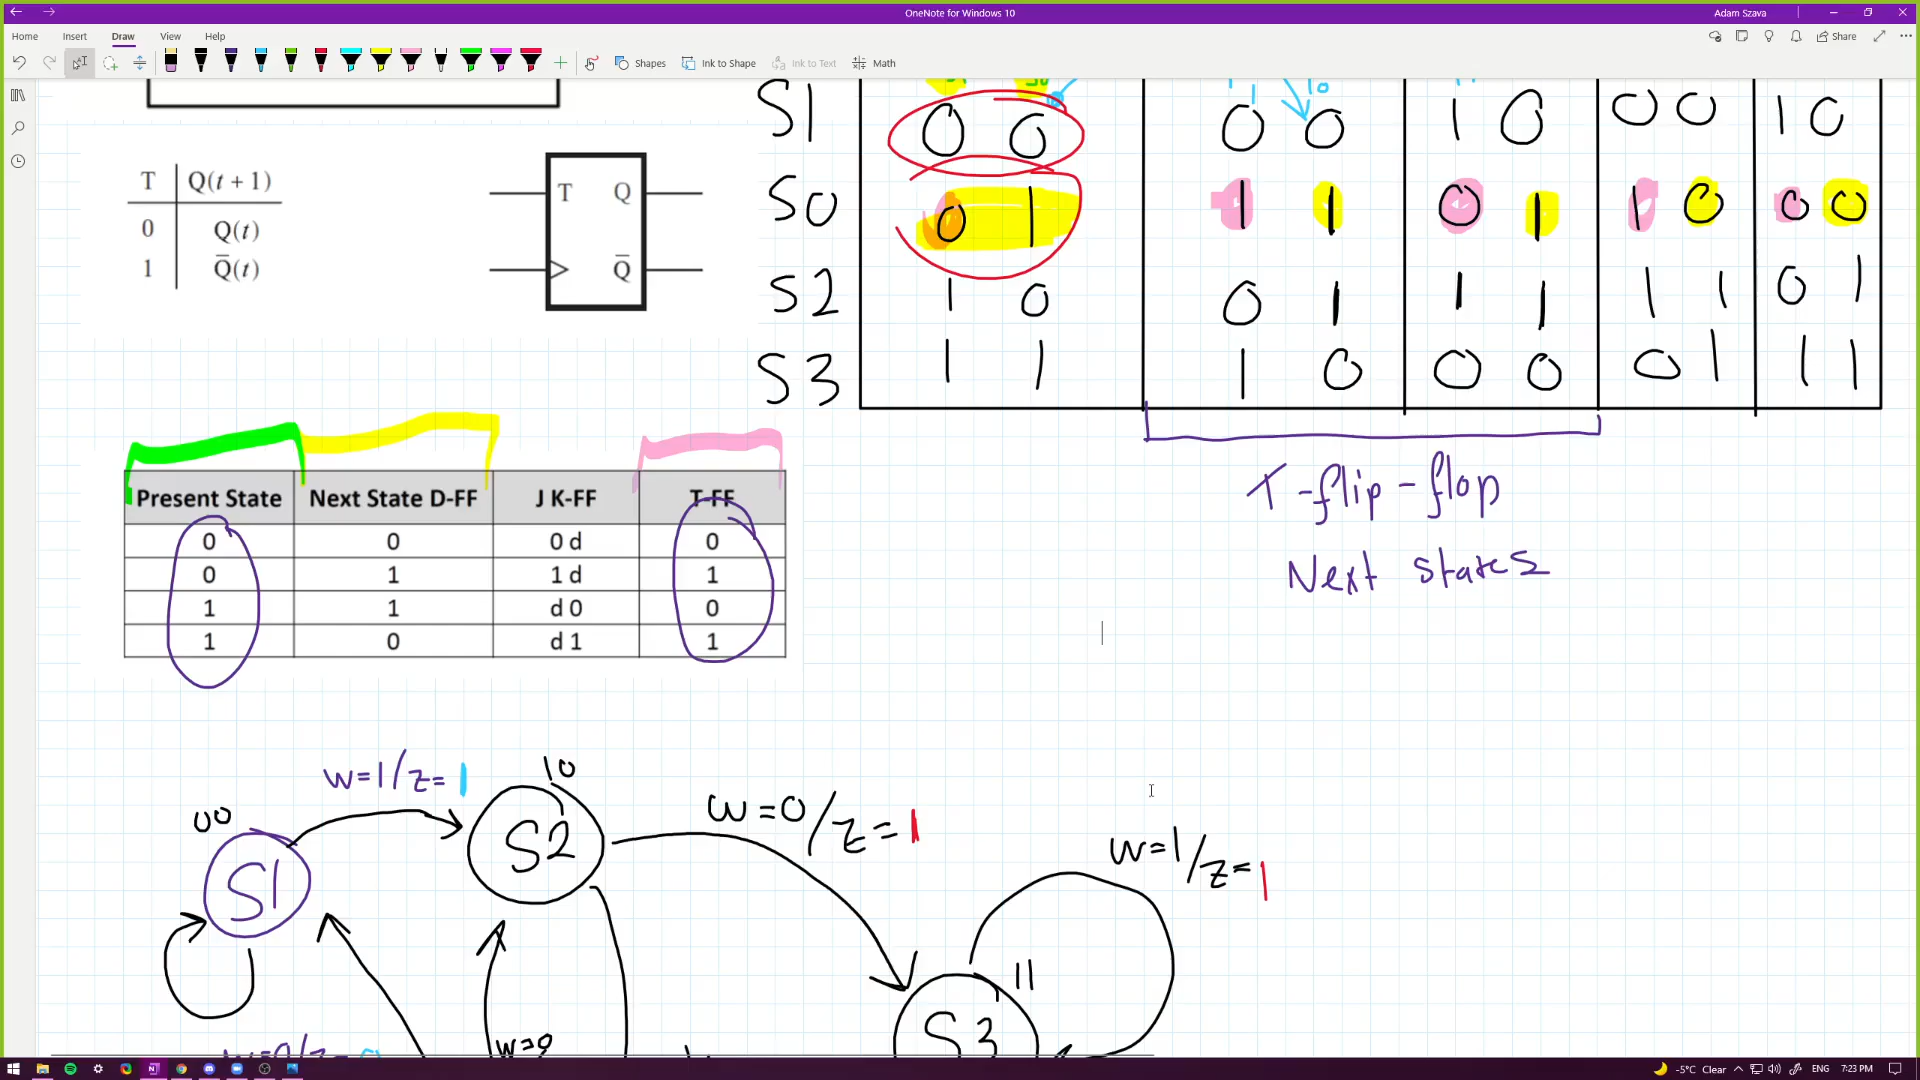 OneNote for Windows 10
Adam Szava
Home Insert Draw View Help
Share
Shapes Ink to Shape Ink to Text Math
S1 0 0 0 0 1 0 0 0 1 0
S0 0 1 1 1 0 1 1 0 0 0
S2 1 0 0 1 1 1 1 1 0 1
S3 1 1 1 0 0 0 0 1 1 1
T Q(t + 1)
0 Q(t)
1 Q̅(t)
T Q
Q̅
T-flip-flop
Next states
Present State Next State D-FF J K-FF T-FF
0 0 0 d 0
0 1 1 d 1
1 1 d 0 0
1 0 d 1 1
w=1/z=1
00
S1
10
S2
w=0/z=1
w=1/z=1
11
S3
-5°C Clear
ENG
7:23 PM